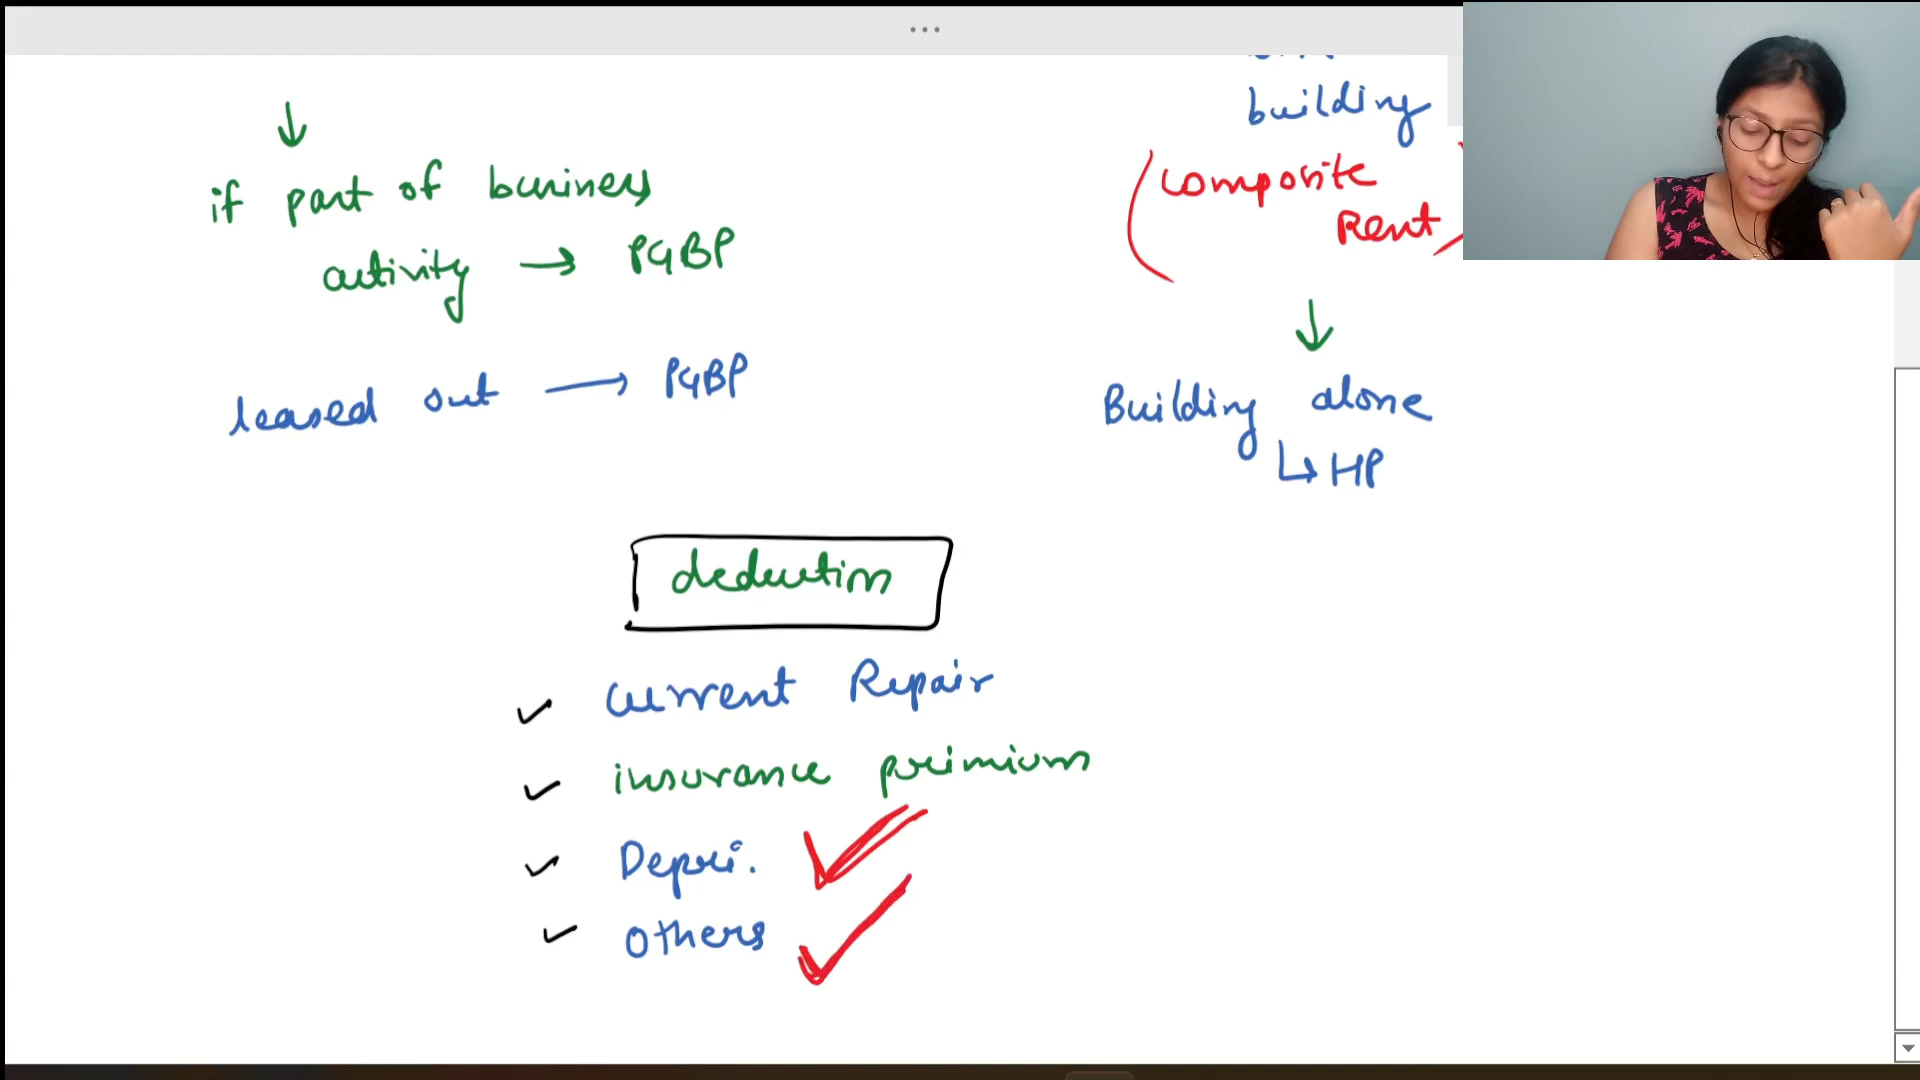 if part of business
activity → PGBP
leased out → PGBP
building
(composite
Rent
Building alone
↳ HP
deduction
✓ Current Repair
✓ insurance primium
✓ Depri. ✓
✓ Others ✓